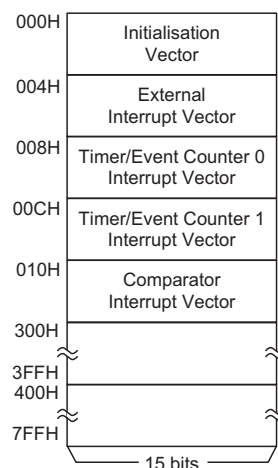 000H
Initialisation
Vector
004H
External
Interrupt Vector
008H
Timer/Event Counter 0
Interrupt Vector
00CH
Timer/Event Counter 1
Interrupt Vector
010H
Comparator
Interrupt Vector
300H
3FFH
400H
7FFH
15 bits